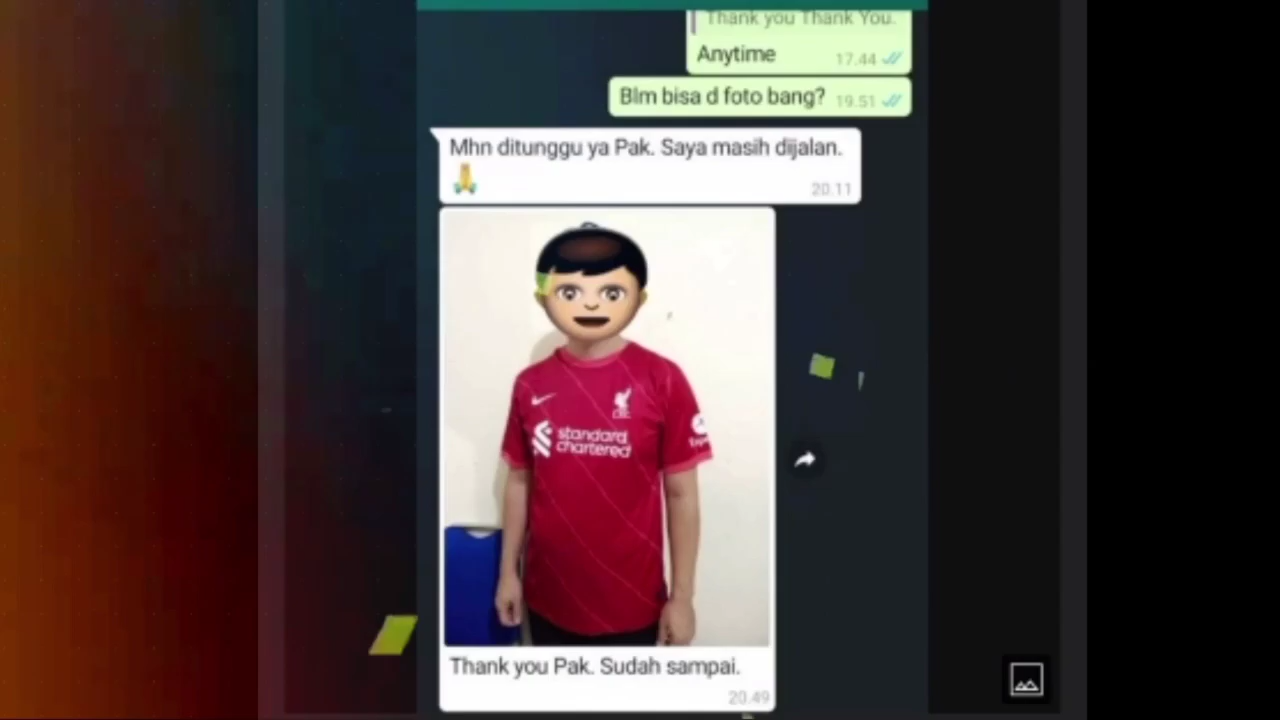 Thank you Thank You.
Anytime
17.44
Blm bisa d foto bang?
19.51
Mhn ditunggu ya Pak. Saya masih dijalan.
20.11
standard
chartered
Thank you Pak. Sudah sampai.
20.49